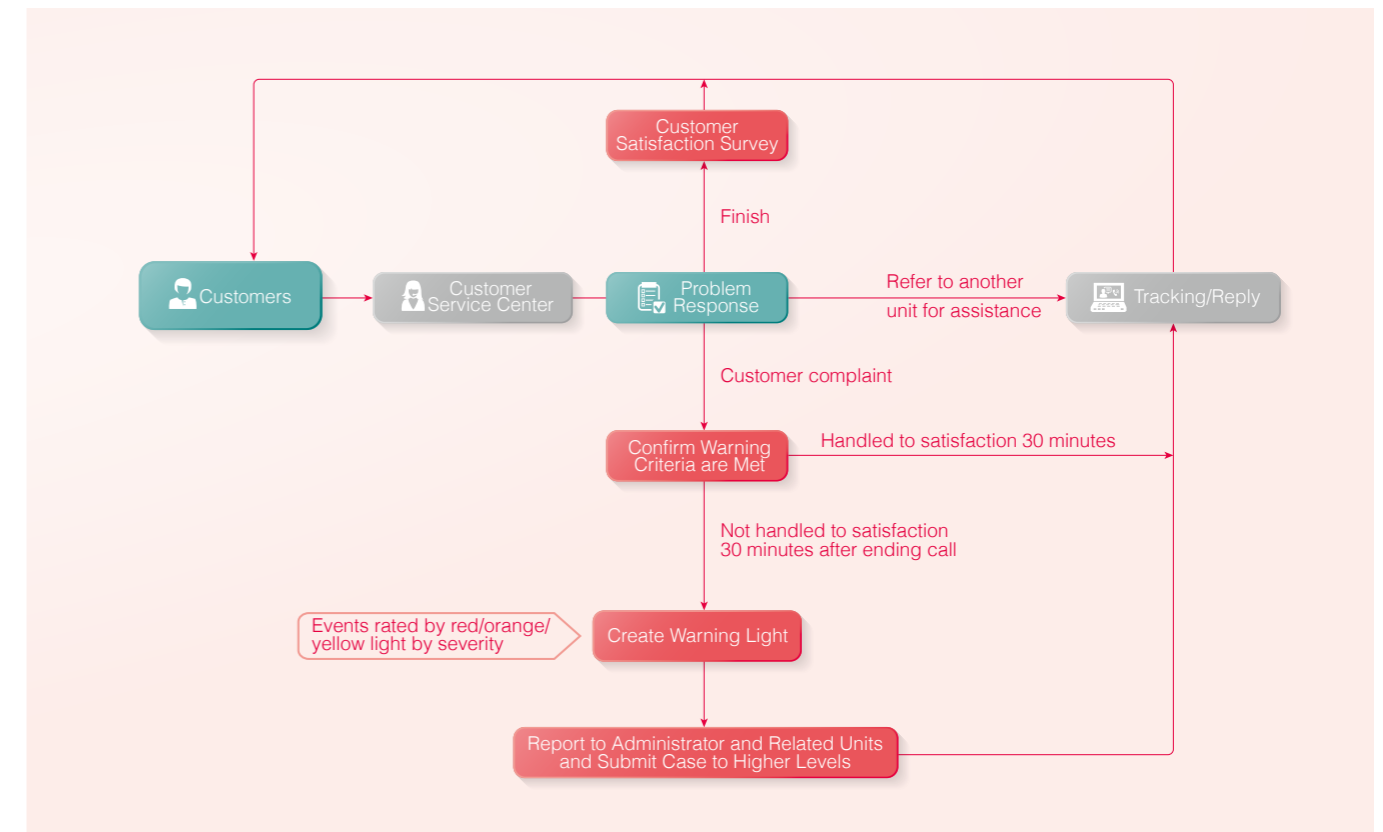 Customer
Satisfaction Survey
Finish
Customers
Customer
Service Center
Problem
Response
Refer to another
unit for assistance
Tracking/Reply
Customer complaint
Confirm Warning
Criteria are Met
Handled to satisfaction 30 minutes
Not handled to satisfaction
30 minutes after ending call
Events rated by red/orange/
yellow light by severity
Create Warning Light
Report to Administrator and Related Units
and Submit Case to Higher Levels